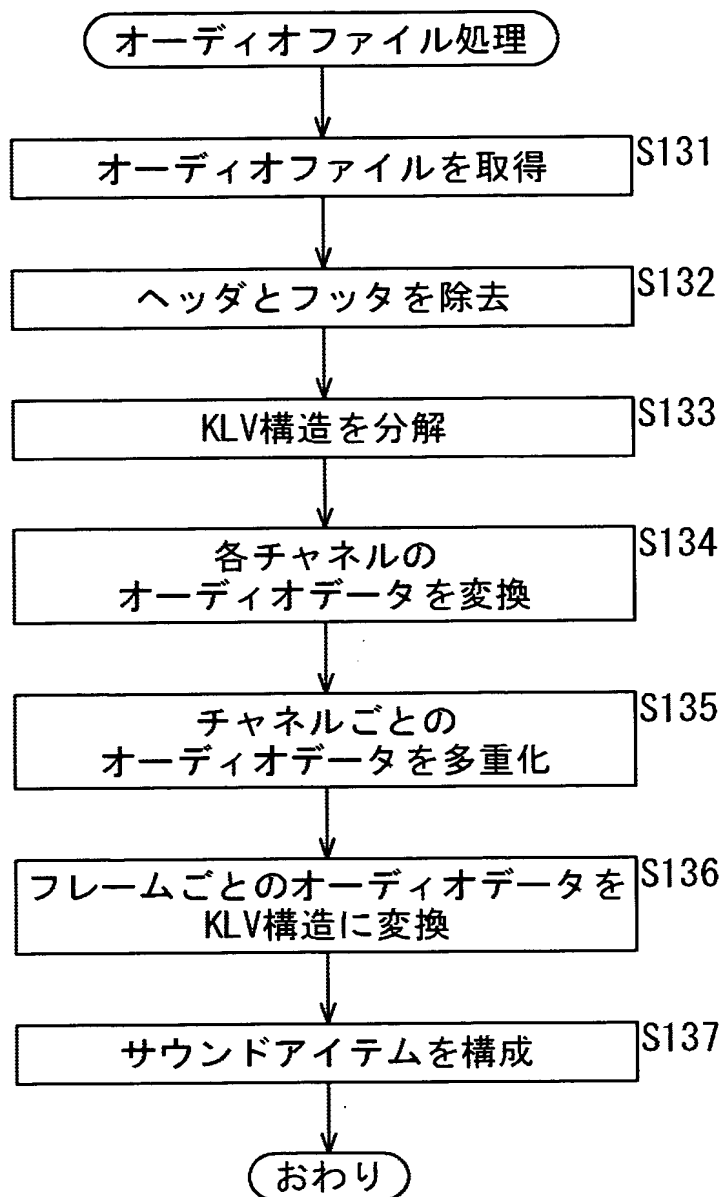 オーディオファイル処理
オーディオファイルを取得
S131
ヘッダとフッタを除去
S132
KLV構造を分解
S133
各チャネルの
オーディオデータを変換
S134
チャネルごとの
オーディオデータを多重化
S135
フレームごとのオーディオデータを
KLV構造に変換
S136
サウンドアイテムを構成
S137
おわり